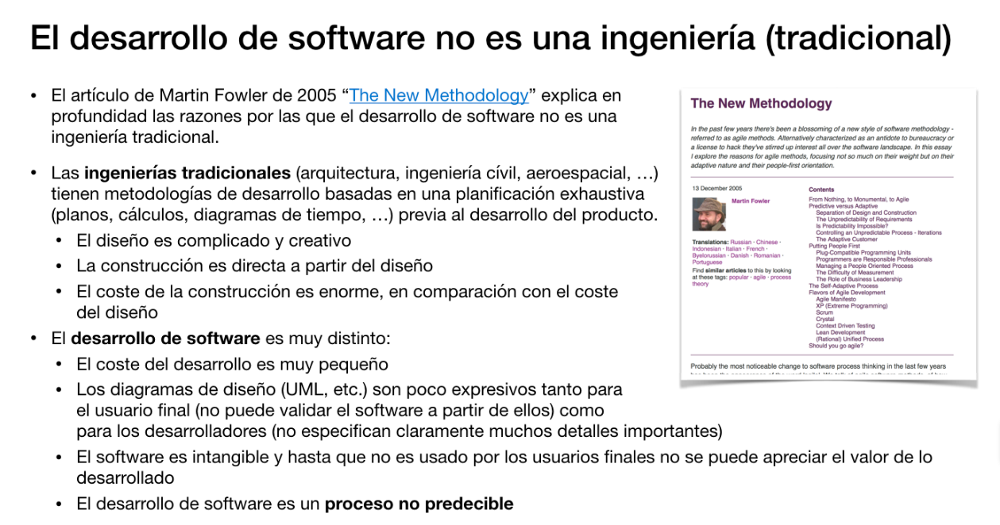 El desarrollo de software no es una ingeniería (tradicional)
• El artículo de Martin Fowler de 2005 “The New Methodology” explica en
profundidad las razones por las que el desarrollo de software no es una
ingeniería tradicional.
• Las ingenierías tradicionales (arquitectura, ingeniería cívil, aeroespacial, …)
tienen metodologías de desarrollo basadas en una planificación exhaustiva
(planos, cálculos, diagramas de tiempo, …) previa al desarrollo del producto.
• El diseño es complicado y creativo
• La construcción es directa a partir del diseño
• El coste de la construcción es enorme, en comparación con el coste
del diseño
• El desarrollo de software es muy distinto:
• El coste del desarrollo es muy pequeño
• Los diagramas de diseño (UML, etc.) son poco expresivos tanto para
el usuario final (no puede validar el software a partir de ellos) como
para los desarrolladores (no especifican claramente muchos detalles importantes)
• El software es intangible y hasta que no es usado por los usuarios finales no se puede apreciar el valor de lo
desarrollado
• El desarrollo de software es un proceso no predecible
The New Methodology
In the past few years there's been a blossoming of a new style of software methodology -
referred to as agile methods. Alternatively characterized as an antidote to bureaucracy or
a license to hack they've stirred up interest all over the software landscape. In this essay
I explore the reasons for agile methods, focusing not so much on their weight but on their
adaptive nature and their people-first orientation.
13 December 2005
Martin Fowler
Translations: Russian · Chinese ·
Indonesian · Italian · French ·
Byelorussian · Danish · Romanian ·
Portuguese
Find similar articles to this by looking
at these tags: popular · agile · process
theory
Contents
From Nothing, to Monumental, to Agile
Predictive versus Adaptive
Separation of Design and Construction
The Unpredictability of Requirements
Is Predictability Impossible?
Controlling an Unpredictable Process - Iterations
The Adaptive Customer
Putting People First
Plug-Compatible Programming Units
Programmers are Responsible Professionals
Managing a People Oriented Process
The Difficulty of Measurement
The Role of Business Leadership
The Self-Adaptive Process
Flavors of Agile Development
Agile Manifesto
XP (Extreme Programming)
Scrum
Crystal
Context Driven Testing
Lean Development
(Rational) Unified Process
Should you go agile?
Probably the most noticeable change to software process thinking in the last few years